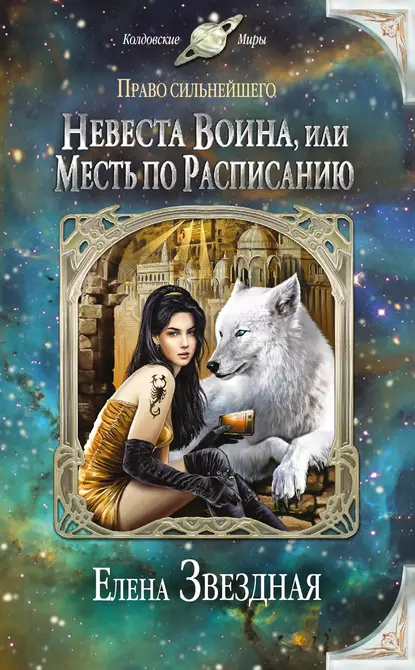 Колдовские Миры
Право сильнейшего
Невеста Воина, или
Месть по Расписанию
Елена Звездная